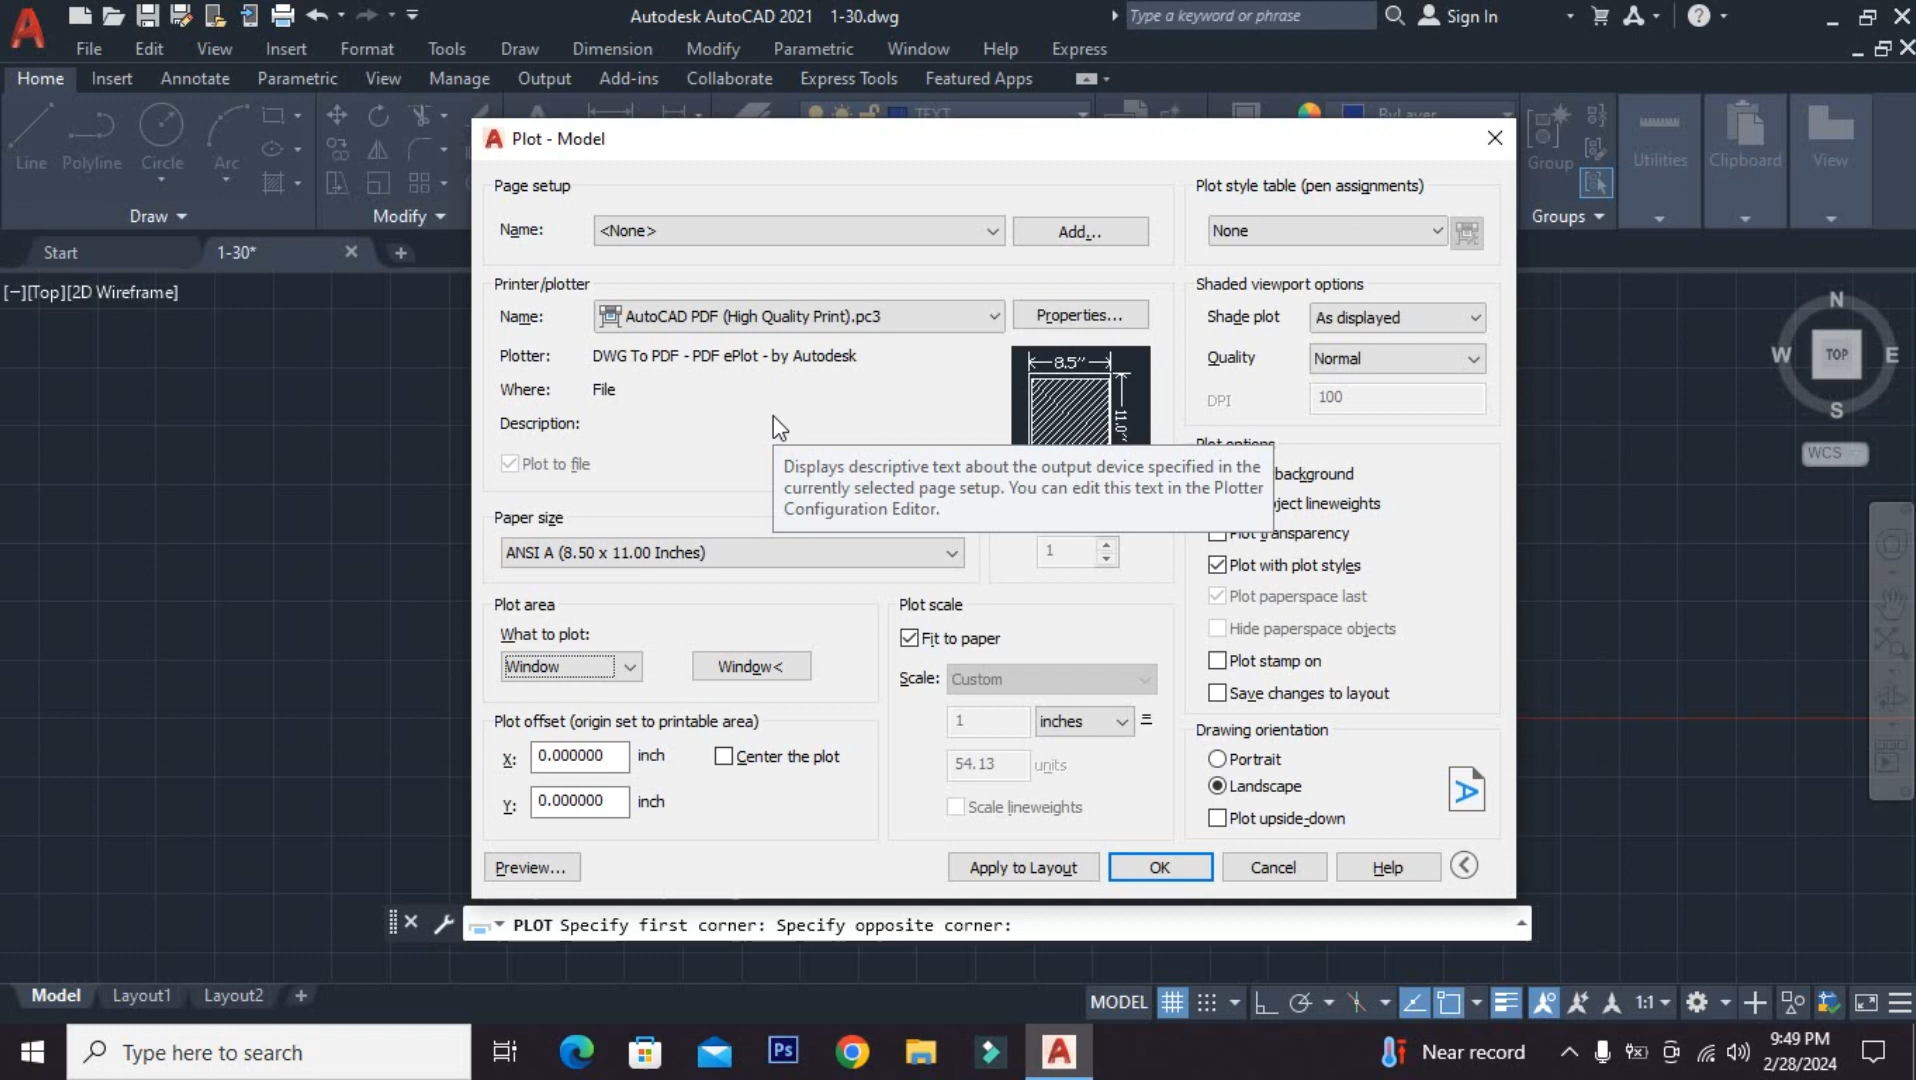 Autodesk AutoCAD 2021 1-30.dwg
Type a keyword or phrase
Sign In
File Edit View Insert Format Tools Draw Dimension Modify Parametric Window Help Express
Home Insert Annotate Parametric View Manage Output Add-ins Collaborate Express Tools Featured Apps
TEXT
ByLayer
Line Polyline Circle Arc
Group Utilities Clipboard View
Draw Modify Groups
Start 1-30*
[−][Top][2D Wireframe]
Plot - Model
Page setup
Name: <None> Add...
Plot style table (pen assignments)
None
Printer/plotter
Name: AutoCAD PDF (High Quality Print).pc3 Properties...
Plotter: DWG To PDF - PDF ePlot - by Autodesk
Where: File
Description:
Plot to file
8.5''
11.0''
Displays descriptive text about the output device specified in the
currently selected page setup. You can edit this text in the Plotter
Configuration Editor.
Shaded viewport options
Shade plot As displayed
Quality Normal
DPI 100
Paper size
ANSI A (8.50 x 11.00 Inches)
1
Plot options
background
ject lineweights
Plot transparency
Plot with plot styles
Plot paperspace last
Hide paperspace objects
Plot stamp on
Save changes to layout
Plot area
What to plot:
Window Window<
Plot scale
Fit to paper
Scale: Custom
1 inches =
54.13 units
Scale lineweights
Plot offset (origin set to printable area)
X: 0.000000 inch Center the plot
Y: 0.000000 inch
Drawing orientation
Portrait
Landscape
Plot upside-down
A
Preview... Apply to Layout OK Cancel Help
N
W TOP E
S
WCS
PLOT Specify first corner: Specify opposite corner:
Model Layout1 Layout2 +
MODEL 1:1
Type here to search
Ps
A
Near record
9:49 PM
2/28/2024